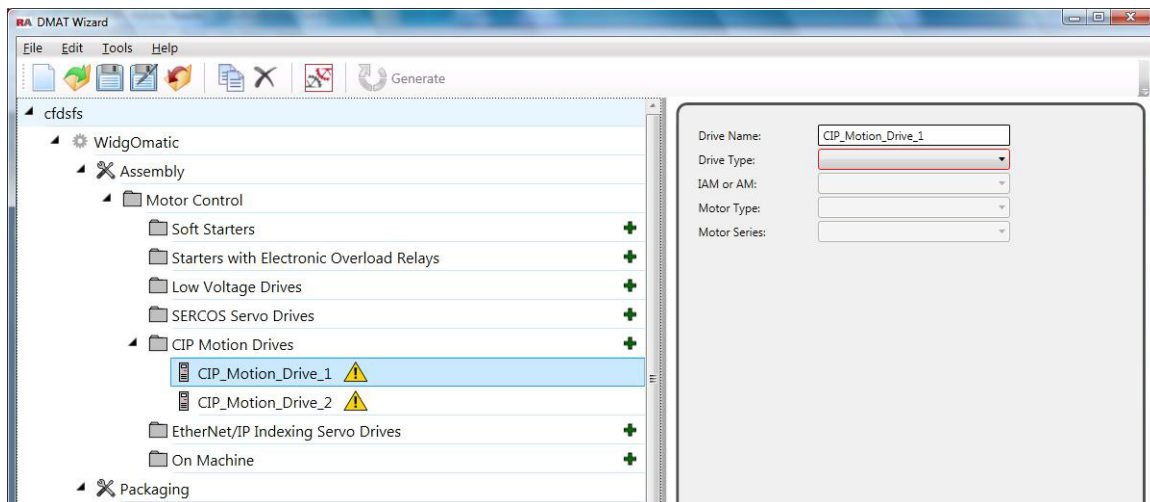 RA DMAT Wizard
File Edit Tools Help
Generate
cfdsfs
WidgOmatic
Assembly
Motor Control
Soft Starters
Starters with Electronic Overload Relays
Low Voltage Drives
SERCOS Servo Drives
CIP Motion Drives
CIP_Motion_Drive_1
CIP_Motion_Drive_2
EtherNet/IP Indexing Servo Drives
On Machine
Packaging
Drive Name: CIP_Motion_Drive_1
Drive Type:
IAM or AM:
Motor Type:
Motor Series: